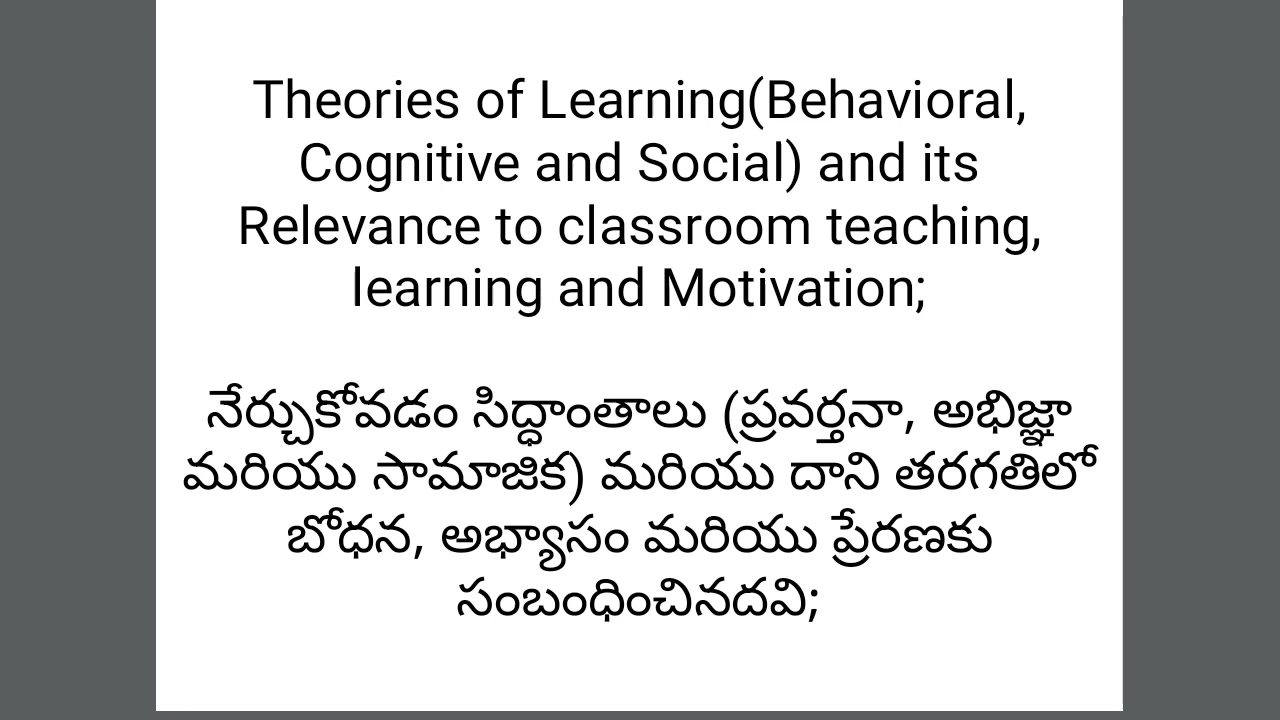 Theories of Learning(Behavioral,
Cognitive and Social) and its
Relevance to classroom teaching,
learning and Motivation;
నేర్చుకోవడం సిద్ధాంతాలు (ప్రవర్తనా, అభిజ్ఞా
మరియు సామాజిక) మరియు దాని తరగతిలో
బోధన, అభ్యాసం మరియు ప్రేరణకు
సంబంధించినదవి;